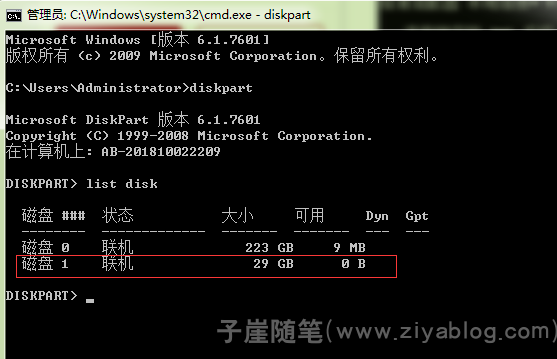 管理员: C:\Windows\system32\cmd.exe - diskpart
Microsoft Windows [版本 6.1.7601]
版权所有 (c) 2009 Microsoft Corporation。保留所有权利。
C:\Users\Administrator>diskpart
Microsoft DiskPart 版本 6.1.7601
Copyright (C) 1999-2008 Microsoft Corporation.
在计算机上: AB-201810022209
DISKPART> list disk
磁盘 ### 状态 大小 可用 Dyn Gpt
-------- ------------- ------- ------- --- ---
磁盘 0 联机 223 GB 9 MB
磁盘 1 联机 29 GB 0 B
DISKPART> _
子崖随笔(www.ziyablog.com)